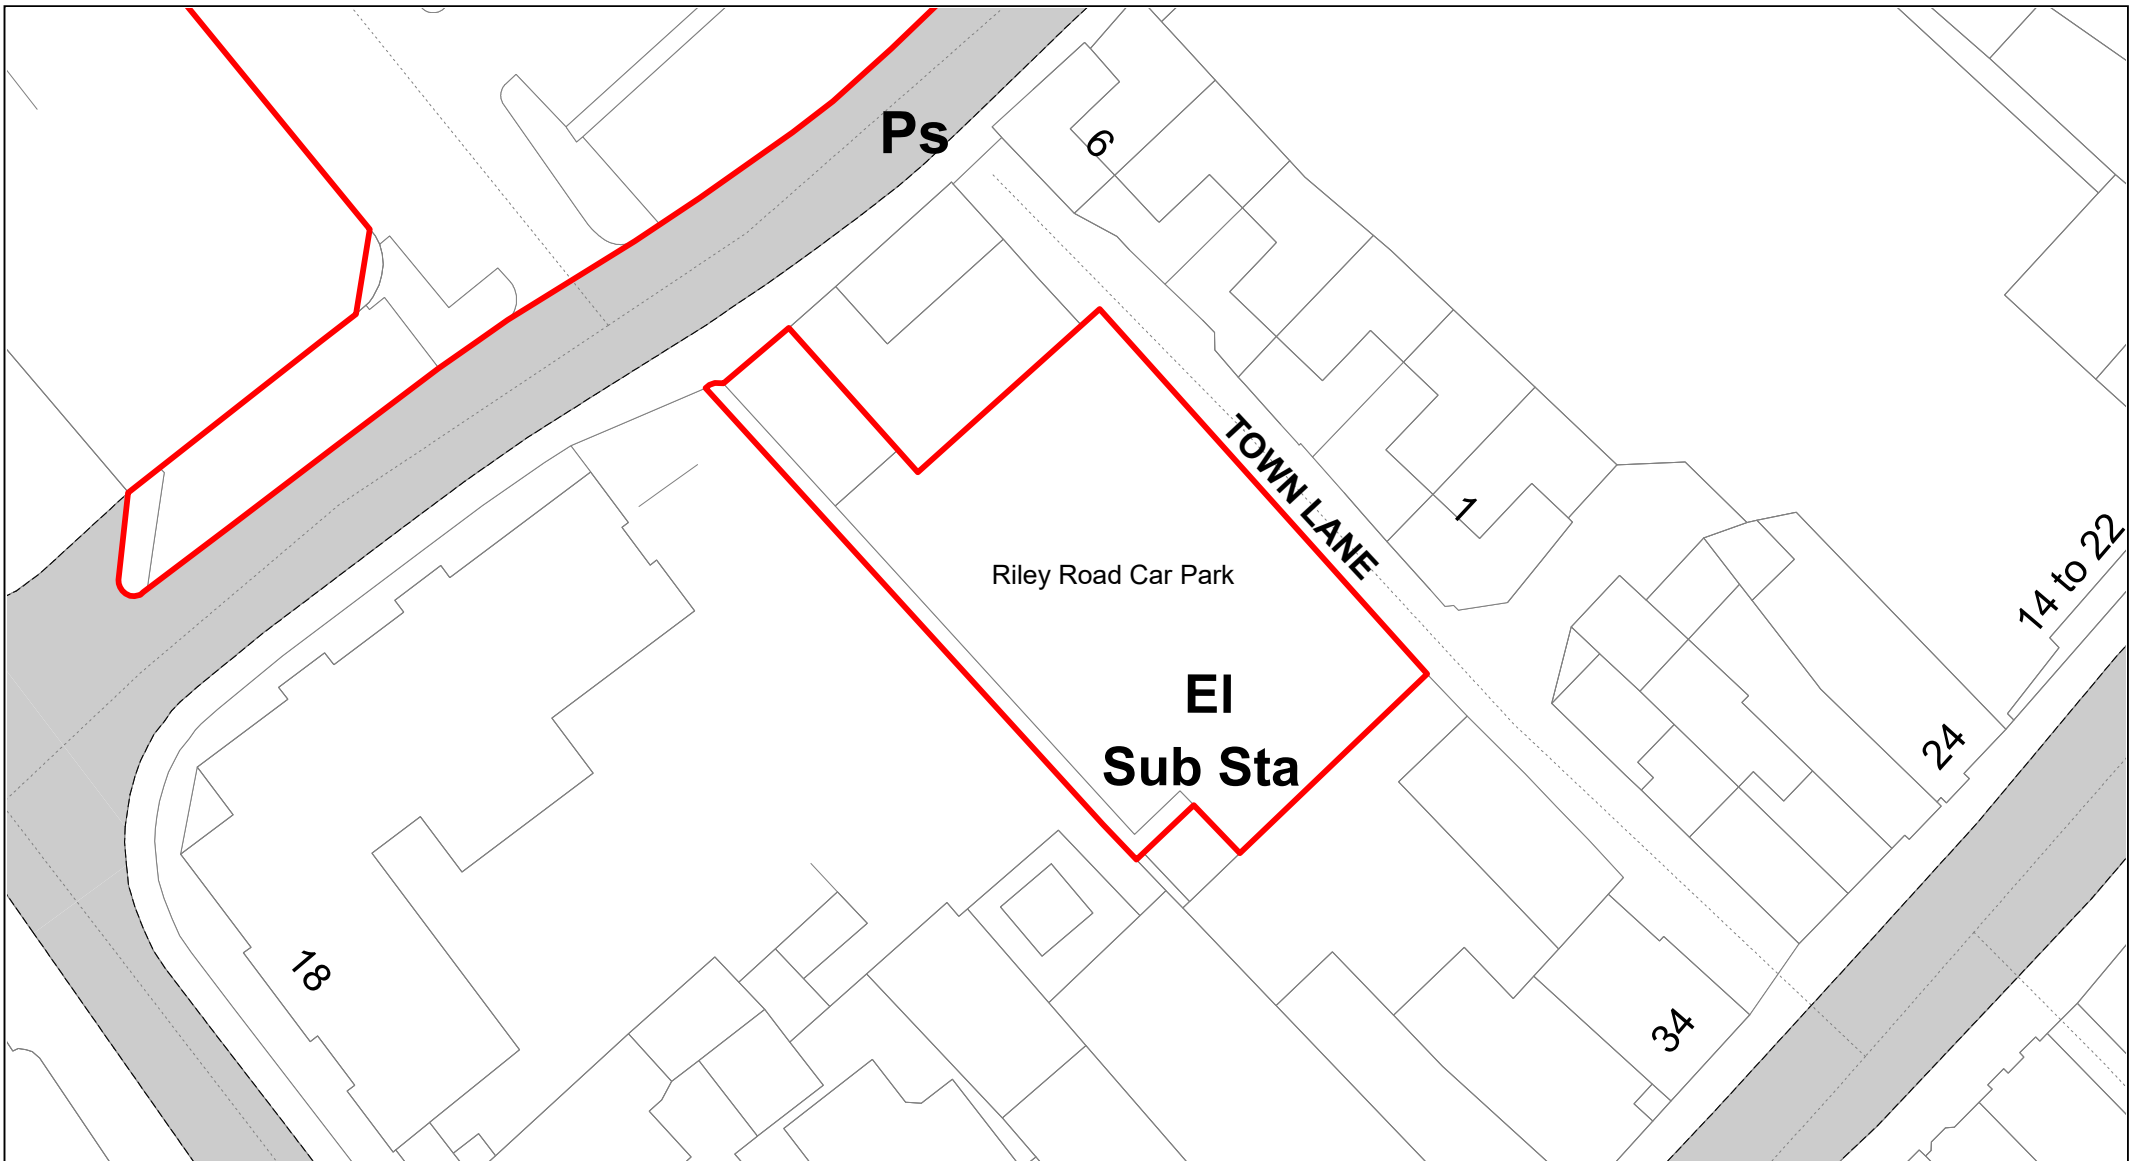 Ps
6
TOWN LANE
1
14 to 22
Riley Road Car Park
El
Sub Sta
24
18
34